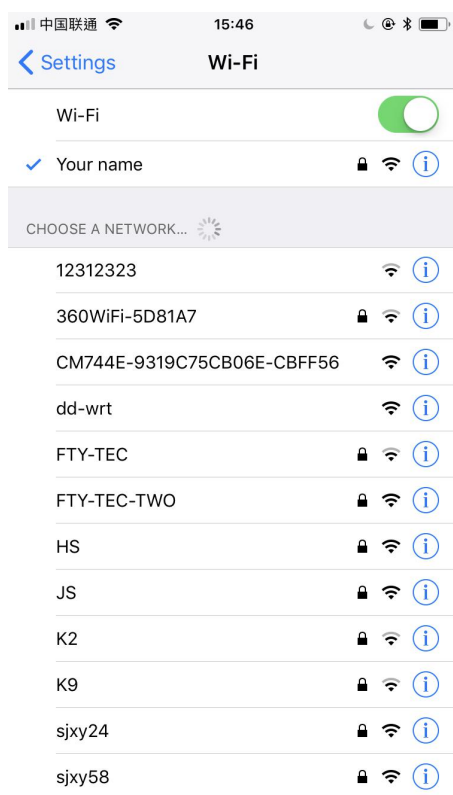 中国联通 15:46
Settings Wi-Fi
Wi-Fi
Your name
CHOOSE A NETWORK...
12312323
360WiFi-5D81A7
CM744E-9319C75CB06E-CBFF56
dd-wrt
FTY-TEC
FTY-TEC-TWO
HS
JS
K2
K9
sjxy24
sjxy58